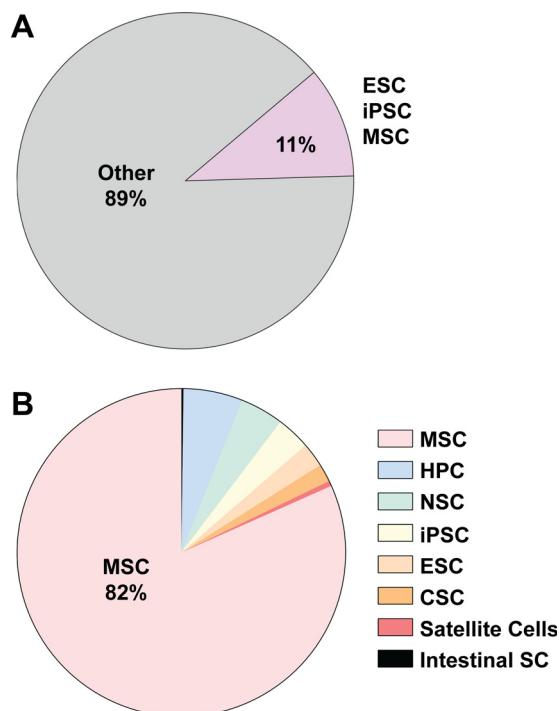 A
ESC
iPSC
MSC
11%
Other
89%
B
MSC
HPC
NSC
iPSC
ESC
CSC
Satellite Cells
Intestinal SC
MSC
82%